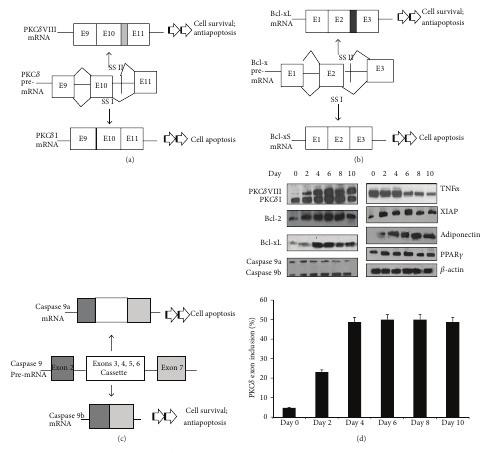 PKCδVIII
mRNA
E9 E10 E11
Cell survival;
antiapoptosis
SS II
PKCδ
pre-
mRNA
E9 E10 E11
SS I
PKCδI
mRNA
E9 E10 E11
Cell apoptosis
(a)
Bcl-xL
mRNA
E1 E2 E3
Cell survival;
antiapoptosis
SS II
Bcl-x
pre-
mRNA
E1 E2 E3
SS I
Bcl-xS
mRNA
E1 E2 E3
Cell apoptosis
(b)
Caspase 9a
mRNA
Cell apoptosis
Caspase 9
Pre-mRNA
Exon 2
Exons 3, 4, 5, 6
Cassette
Exon 7
Caspase 9b
mRNA
Cell survival;
antiapoptosis
(c)
Day 0 2 4 6 8 10
0 2 4 6 8 10
PKCδVIII
PKCδI
Bcl-2
Bcl-xL
Caspase 9a
Caspase 9b
TNFα
XIAP
Adiponectin
PPARγ
β-actin
PKCδ exon inclusion (%)
60
50
40
30
20
10
0
Day 0 Day 2 Day 4 Day 6 Day 8 Day 10
(d)